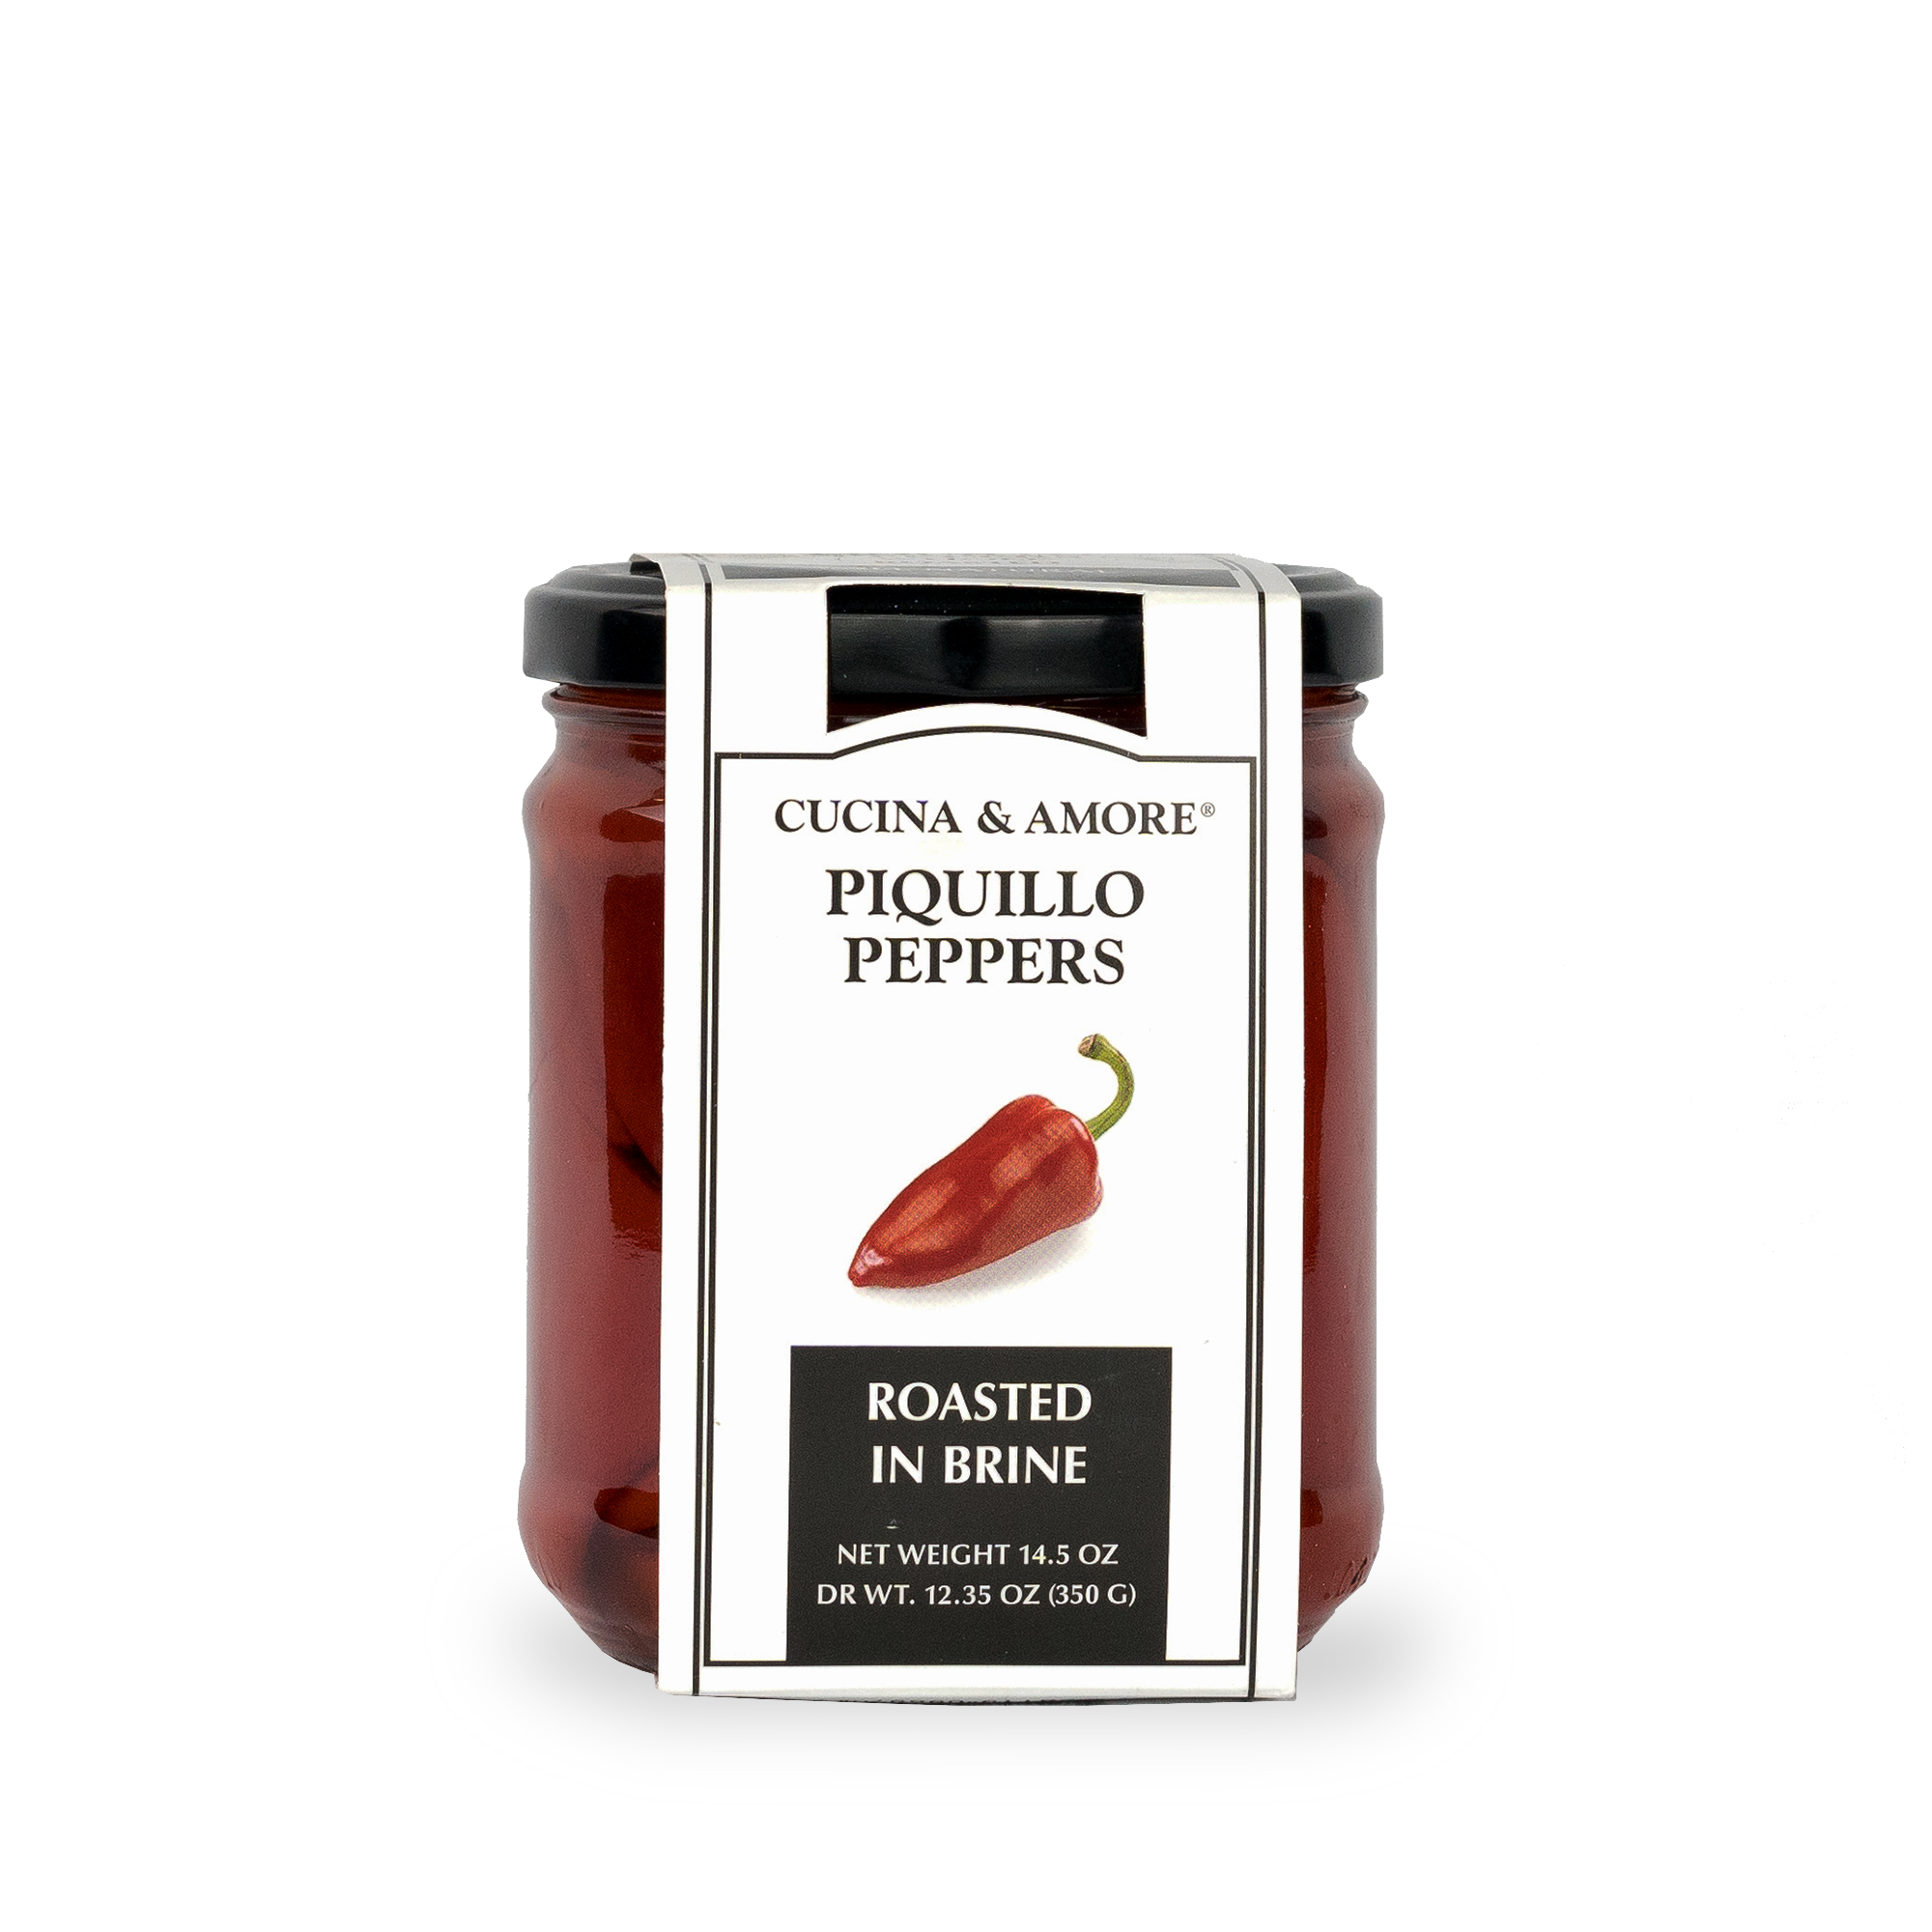 CUCINA & AMORE®
PIQUILLO
PEPPERS
ROASTED
IN BRINE
NET WEIGHT 14.5 OZ
DR WT. 12.35 OZ (350 G)